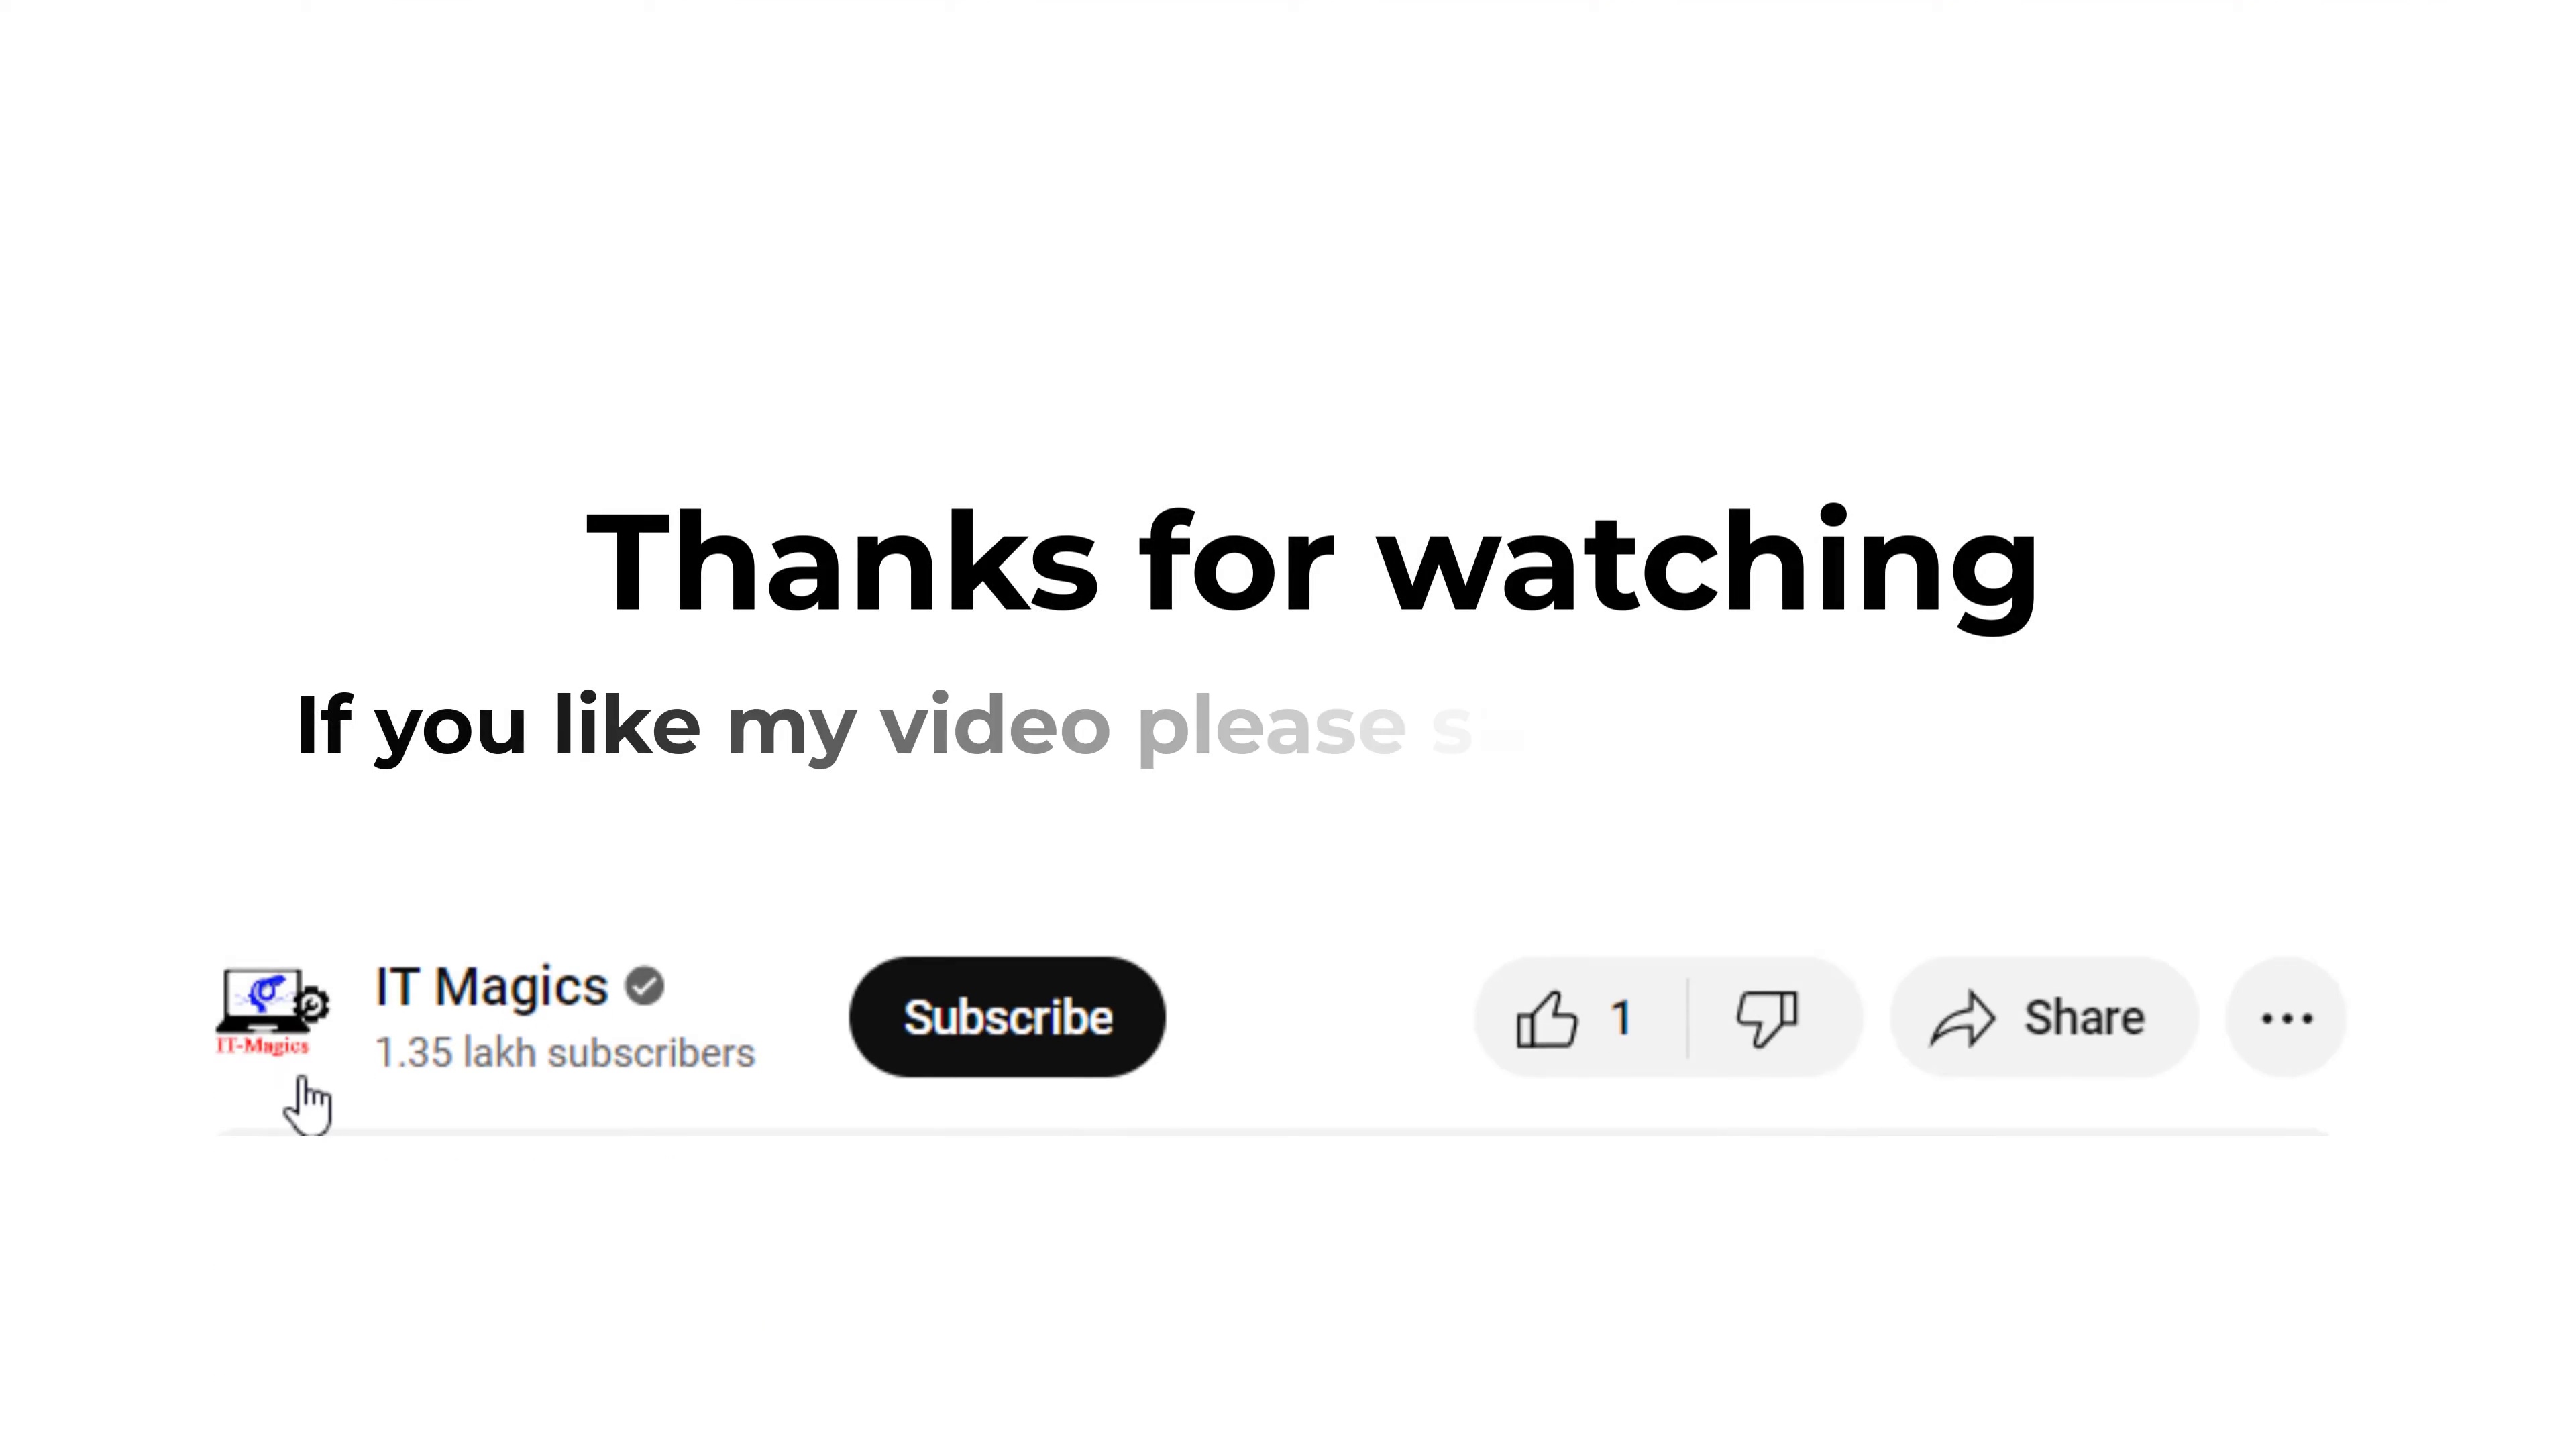 Thanks for watching
If you like my video please
IT Magics
1.35 lakh subscribers
IT-Magics
Subscribe
1
Share